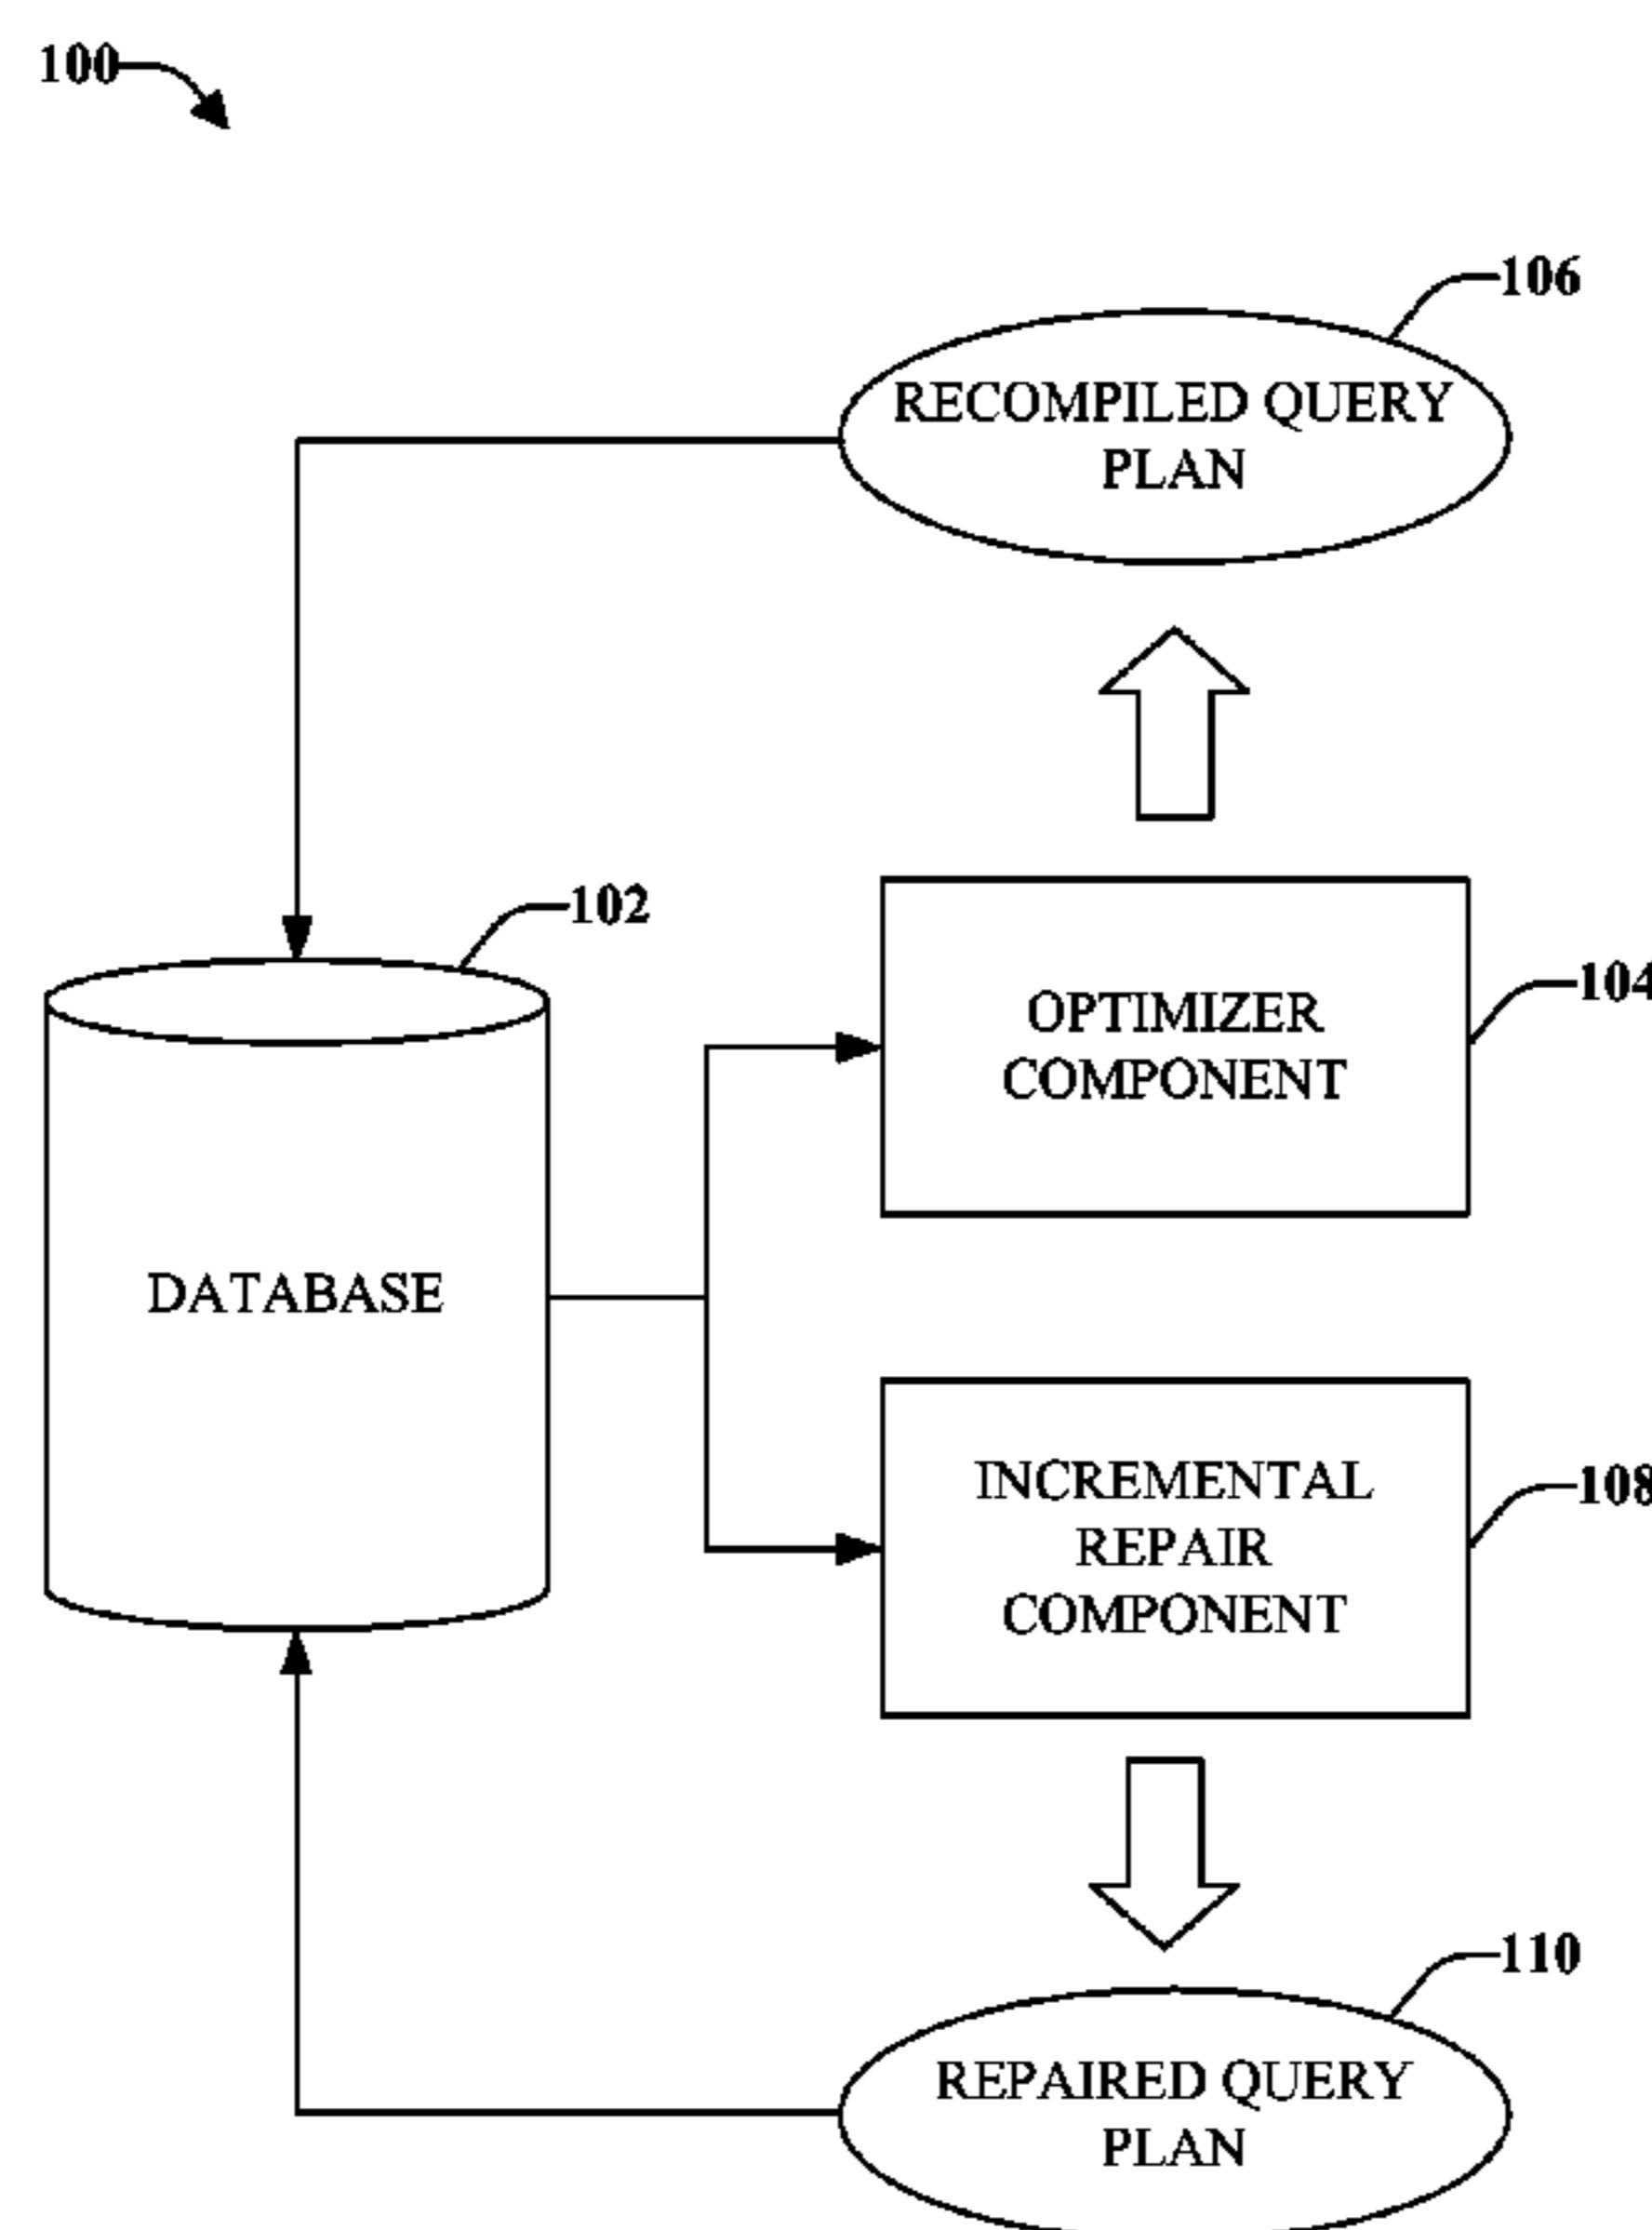 100
106
RECOMPILED QUERY
PLAN
102
104
OPTIMIZER
COMPONENT
DATABASE
INCREMENTAL
REPAIR
COMPONENT
108
110
REPAIRED QUERY
PLAN